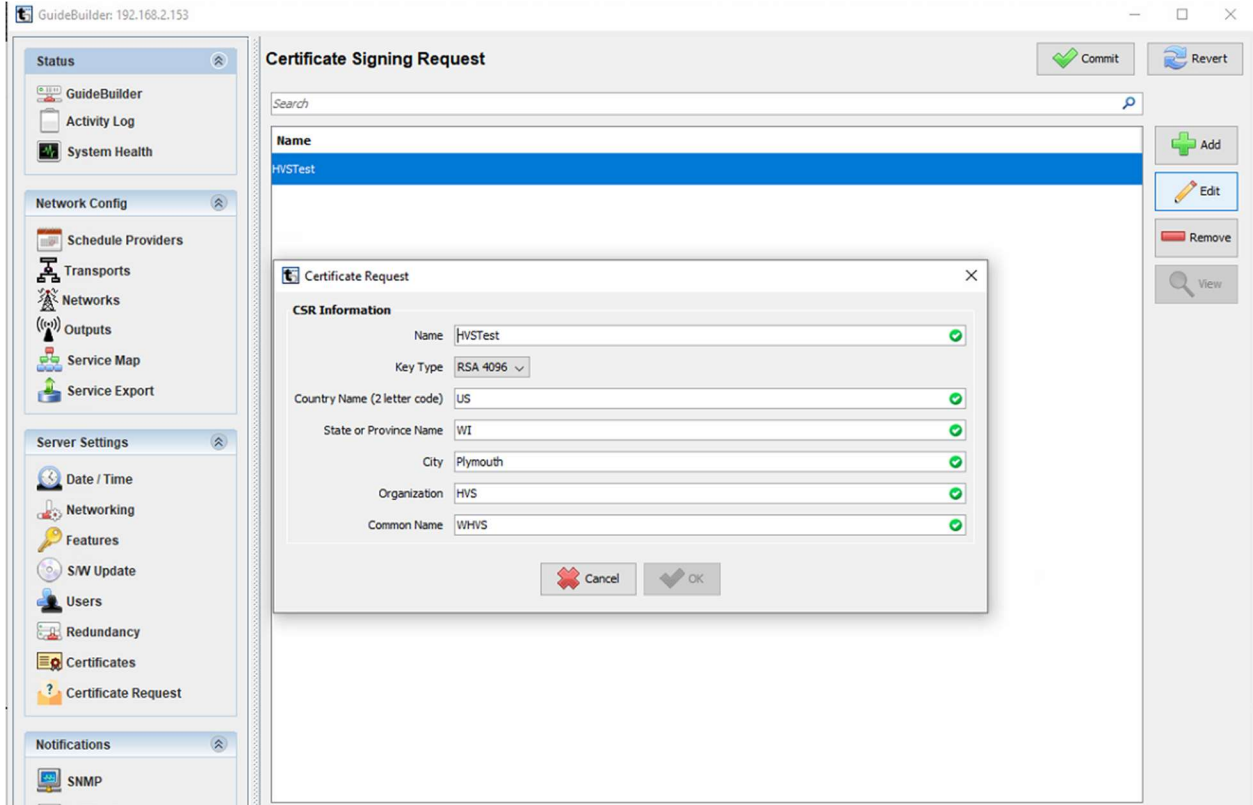 GuideBuilder: 192.168.2.153
Status
GuideBuilder
Activity Log
System Health
Network Config
Schedule Providers
Transports
Networks
Outputs
Service Map
Service Export
Server Settings
Date / Time
Networking
Features
S/W Update
Users
Redundancy
Certificates
Certificate Request
Notifications
SNMP
Certificate Signing Request
Commit
Revert
Search
Name
HVSTest
Add
Edit
Remove
View
Certificate Request
CSR Information
Name HVSTest
Key Type RSA 4096
Country Name (2 letter code) US
State or Province Name WI
City Plymouth
Organization HVS
Common Name WHVS
Cancel
OK